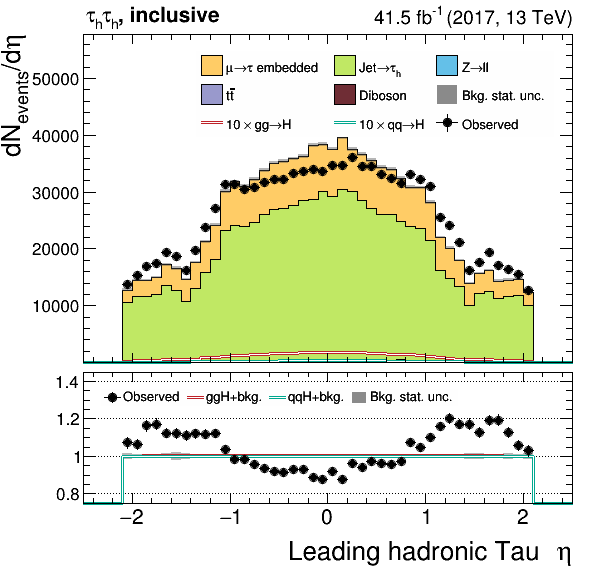 τhτh, inclusive 41.5 fb⁻¹ (2017, 13 TeV)
dNevents/dη
50000
40000
30000
20000
10000
μ→τ embedded Jet→τh Z→ll
tt̄ Diboson Bkg. stat. unc.
10 × gg→H 10 × qq→H Observed
1.4
1.2
1
0.8
Observed ggH+bkg. qqH+bkg. Bkg. stat. unc.
−2 −1 0 1 2
Leading hadronic Tau η